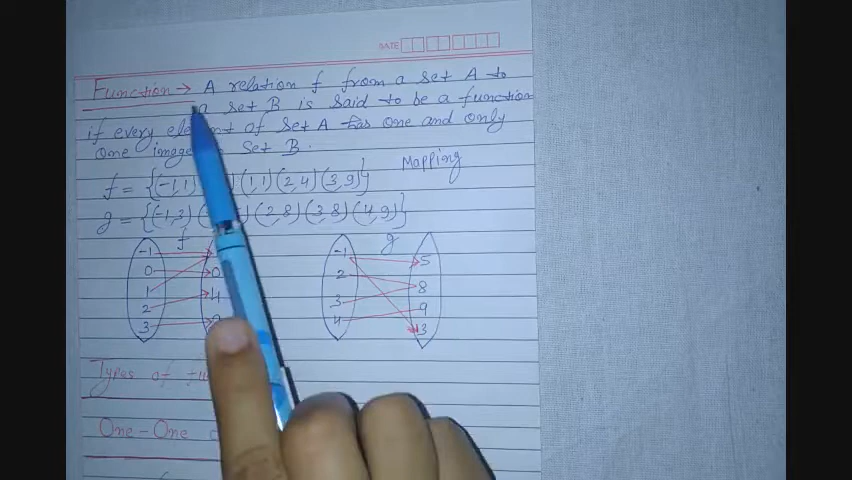 DATE
Function → A relation f from a set A to
a set B is said to be a function
if every element of set A has one and only
one image set B.
Mapping
f = {(-1,1) (1,1) (2,4) (3,9)}
g = {(-1,3) (2,8) (3,8) (4,9)}
f g
-1 -1 5
0 0 2 8
1 4 3 9
2 4 3
3
Types of
One-One